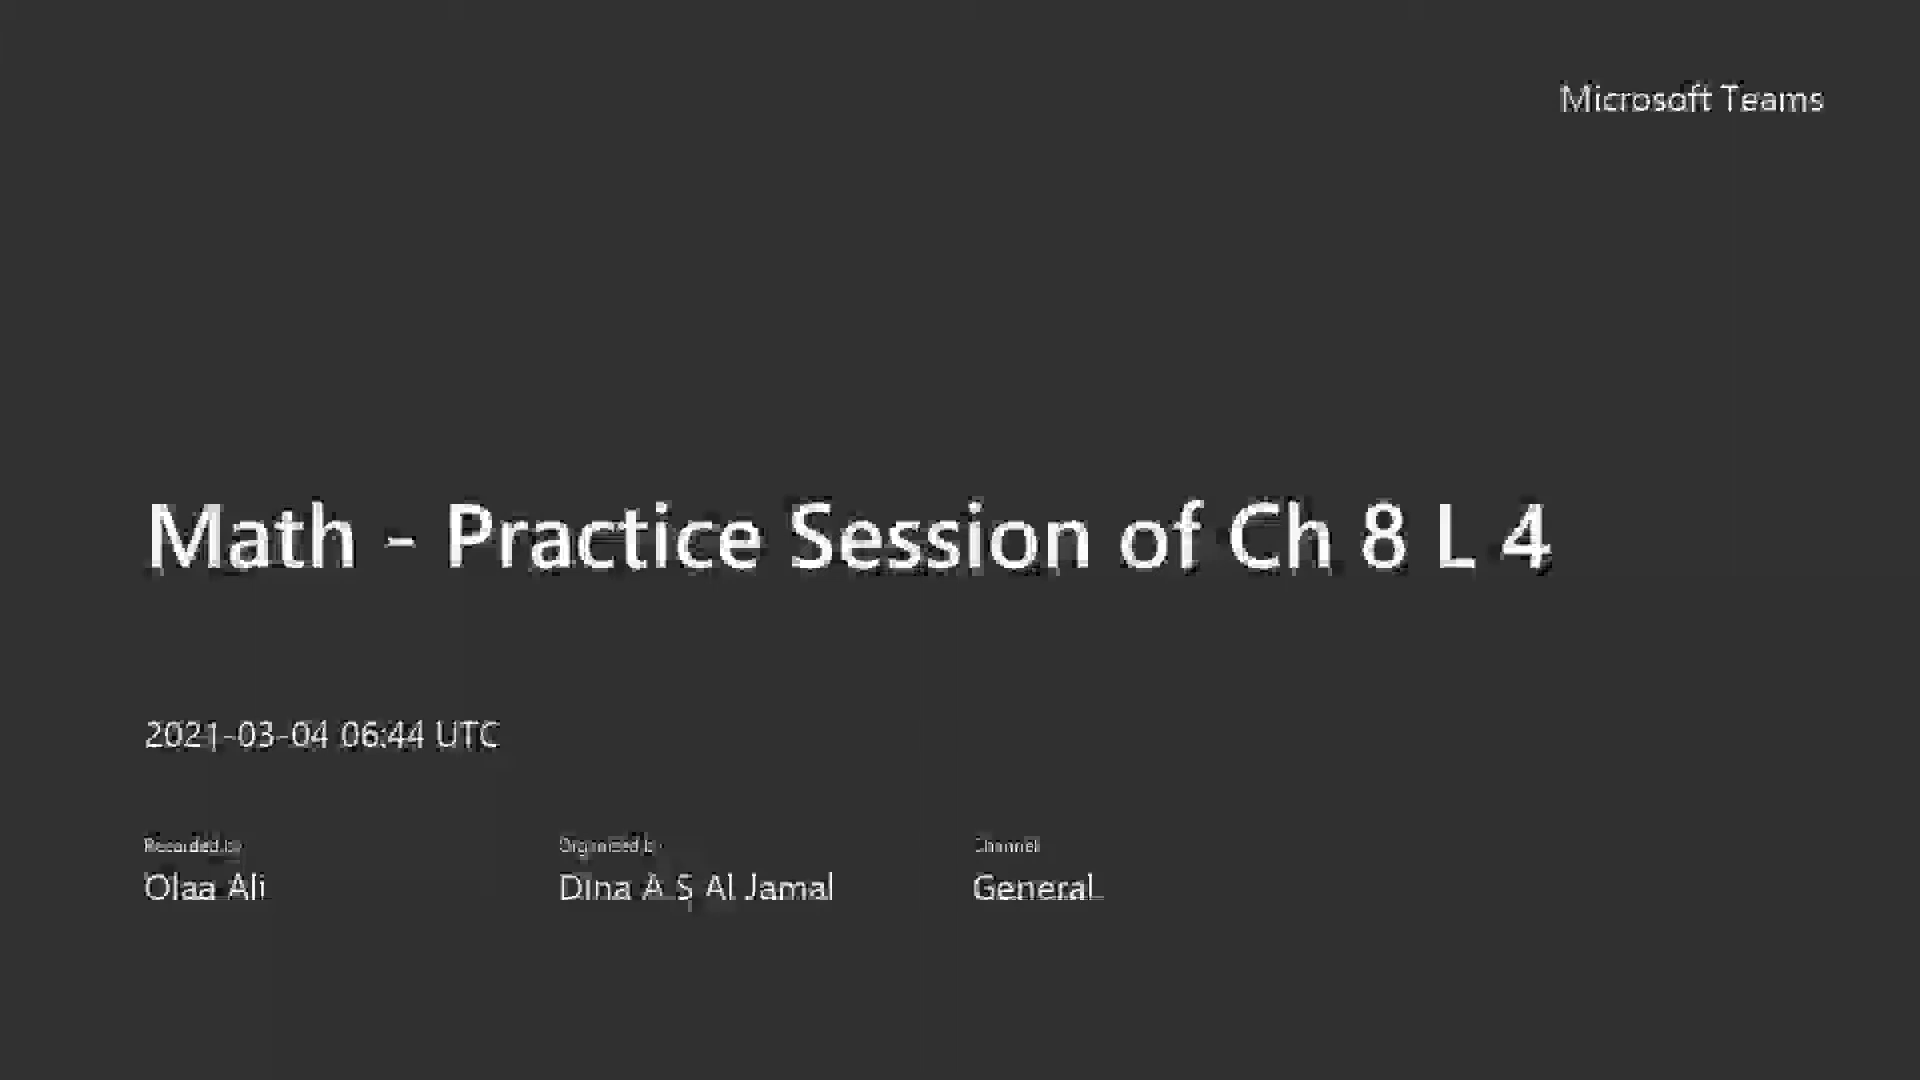 Microsoft Teams
Math - Practice Session of Ch 8 L 4
2021-03-04 06:44 UTC
Recorded by
Organized by
Channel
Olaa Ali
Dina A S Al Jamal
General